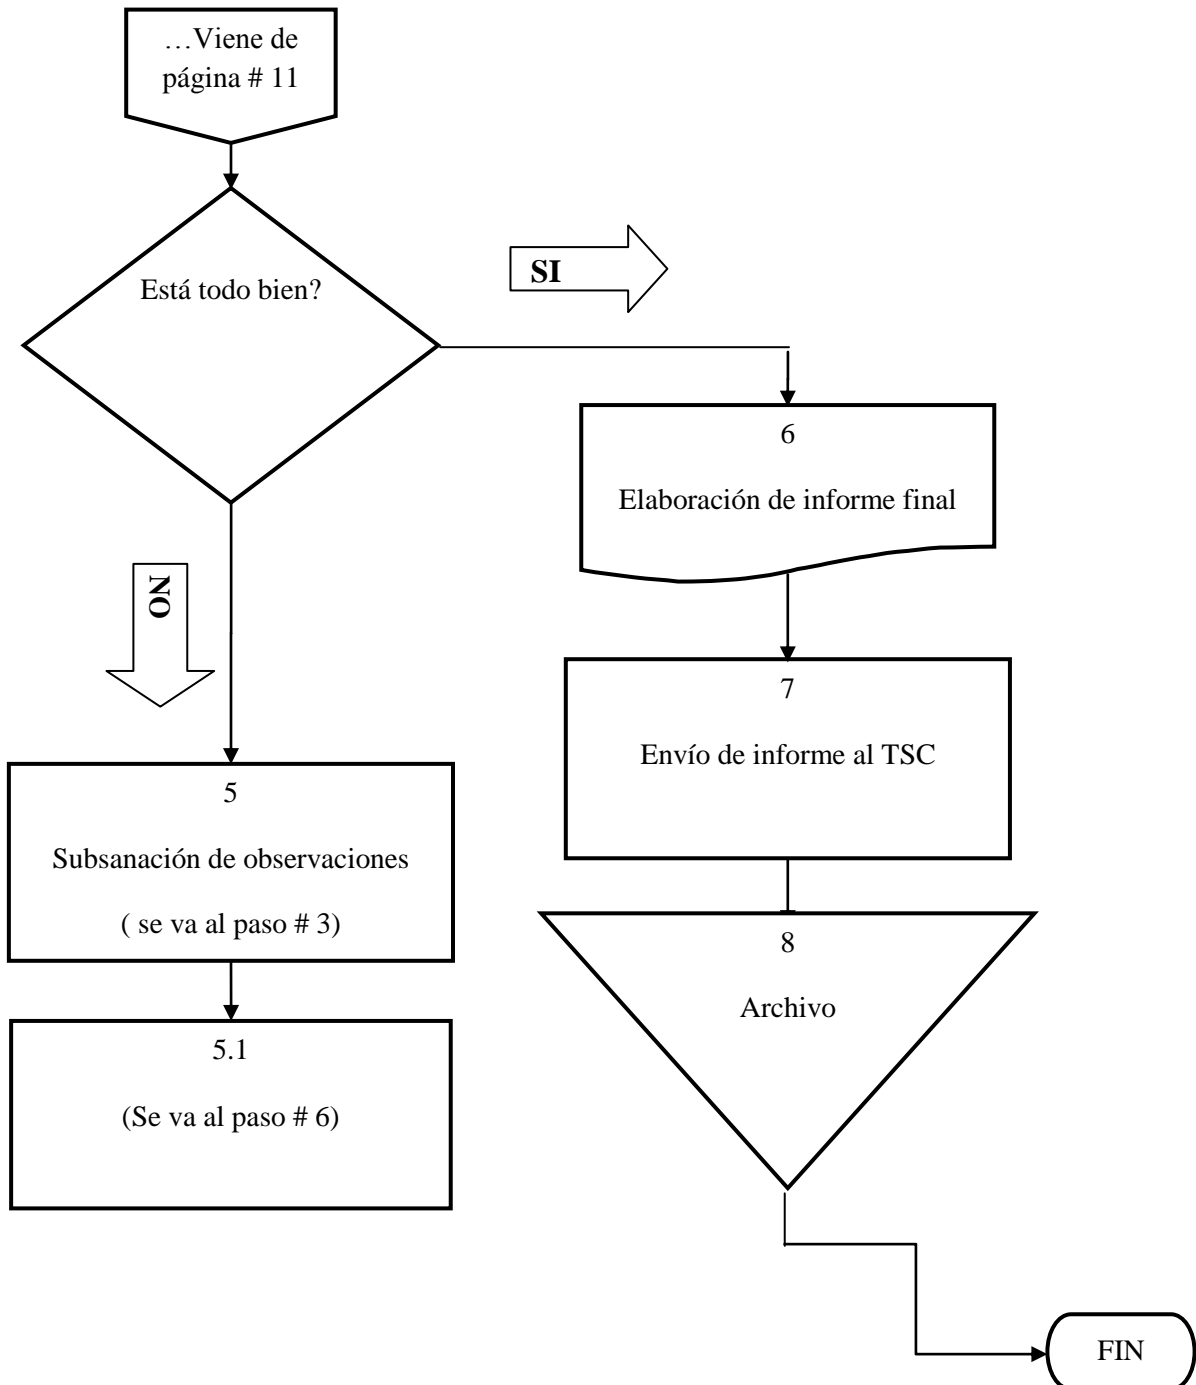 …Viene de
página # 11
Está todo bien?
SI
NO
6
Elaboración de informe final
7
Envío de informe al TSC
5
Subsanación de observaciones
( se va al paso # 3)
8
Archivo
5.1
(Se va al paso # 6)
FIN